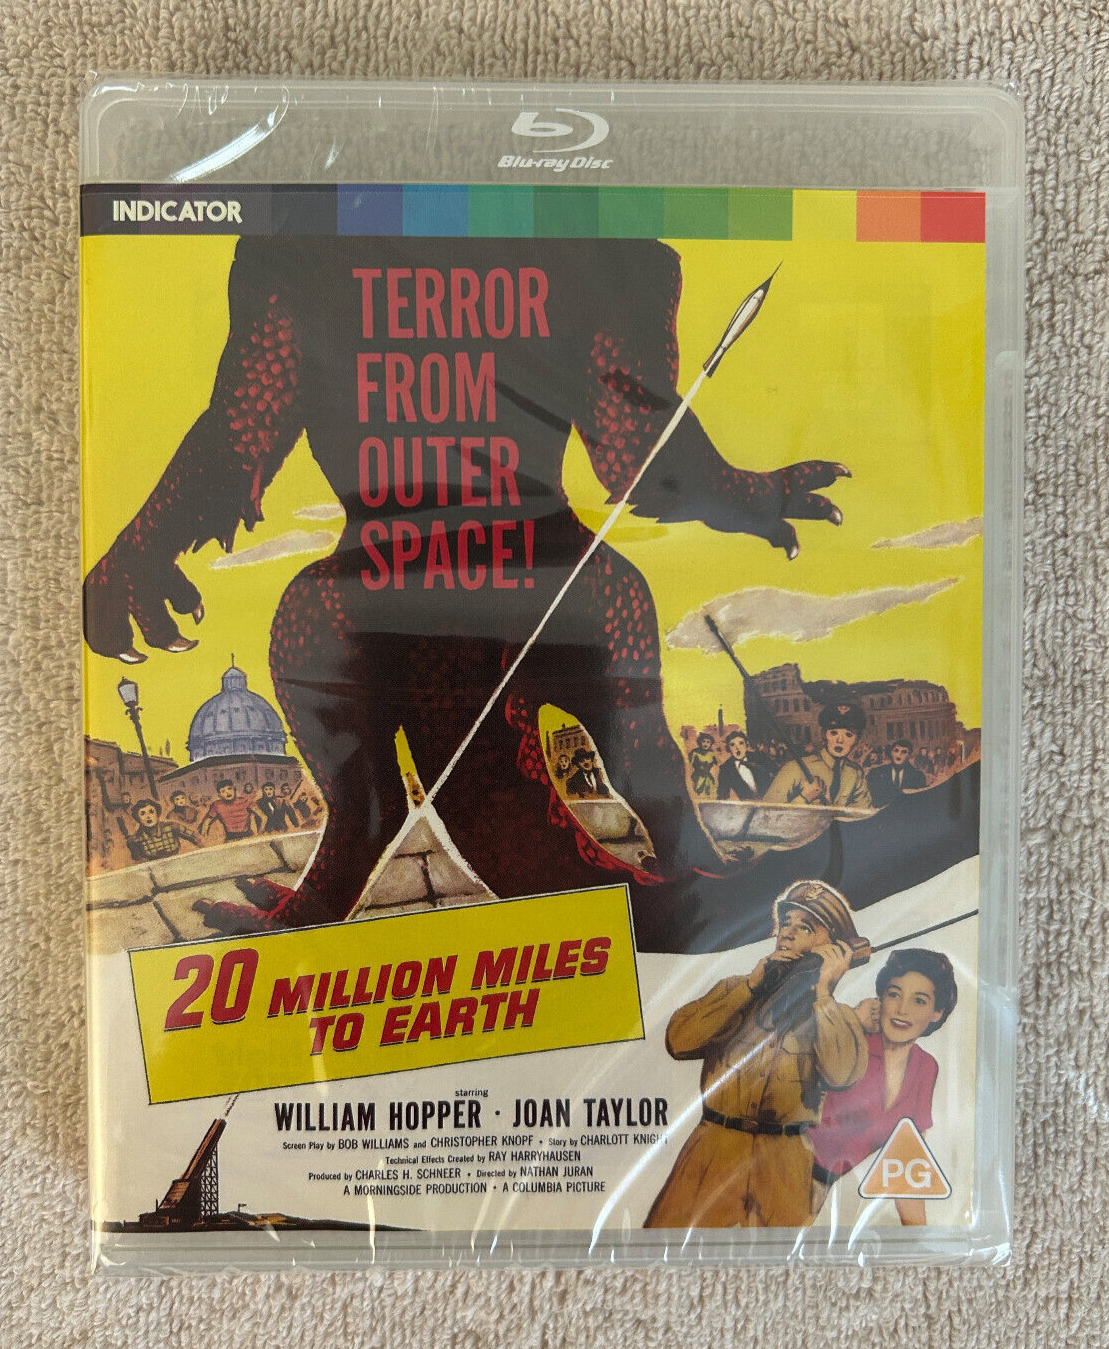 Blu-ray Disc
INDICATOR
TERROR
FROM
OUTER
SPACE!
20 MILLION MILES
TO EARTH
starring
WILLIAM HOPPER · JOAN TAYLOR
Screen Play by BOB WILLIAMS and CHRISTOPHER KNOPF • Story by CHARLOTT KNIGHT
Technical Effects Created by RAY HARRYHAUSEN
Produced by CHARLES H. SCHNEER • Directed by NATHAN JURAN
A MORNINGSIDE PRODUCTION • A COLUMBIA PICTURE
PG